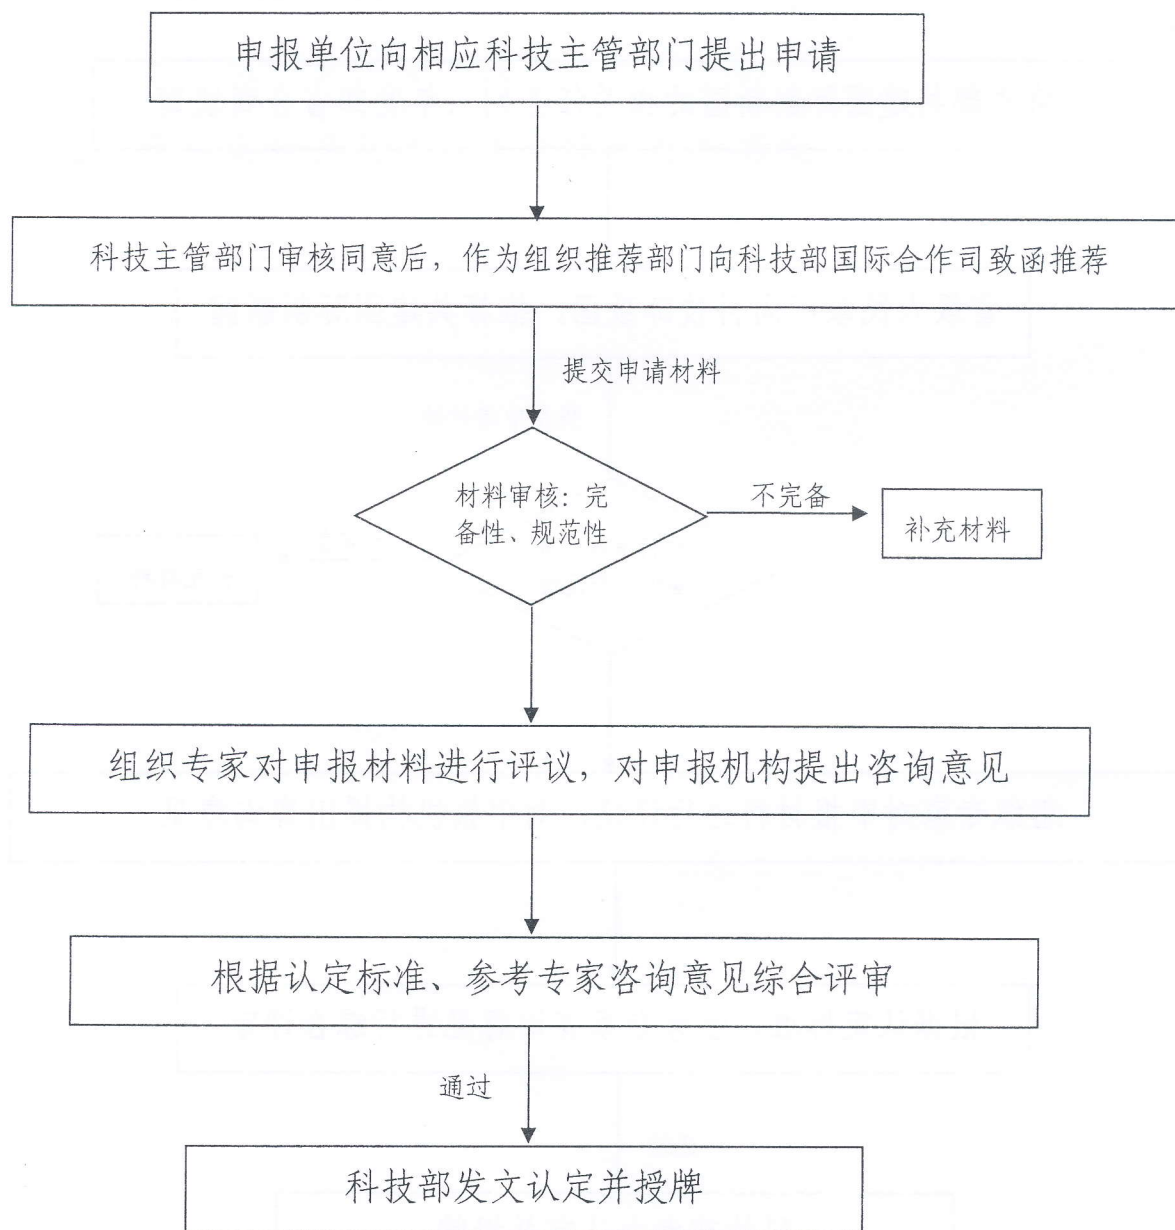 申报单位向相应科技主管部门提出申请
科技主管部门审核同意后，作为组织推荐部门向科技部国际合作司致函推荐
提交申请材料
材料审核：完
备性、规范性
不完备
补充材料
组织专家对申报材料进行评议，对申报机构提出咨询意见
根据认定标准、参考专家咨询意见综合评审
通过
科技部发文认定并授牌